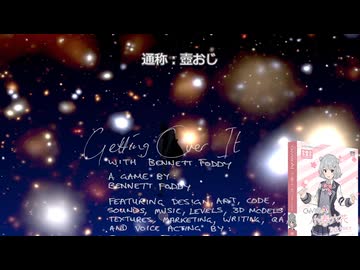 通称：壺おじ
Getting Over It
WITH BENNETT FODDY
A GAME BY
BENNETT FODDY
FEATURING DESIGN, ART, CODE,
SOUNDS, MUSIC, LEVELS, 3D MODELS
TEXTURES, MARKETING, WRITING, QA
AND VOICE ACTING BY: